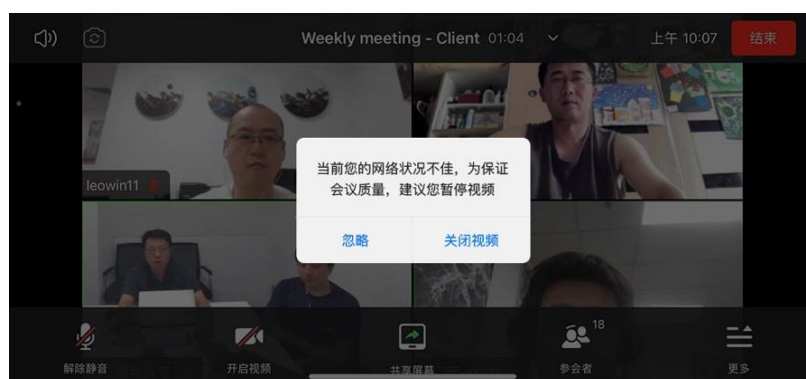 Weekly meeting - Client 01:04
上午 10:07
结束
leowin11
当前您的网络状况不佳，为保证
会议质量，建议您暂停视频
忽略
关闭视频
18
解除静音
开启视频
共享屏幕
参会者
更多